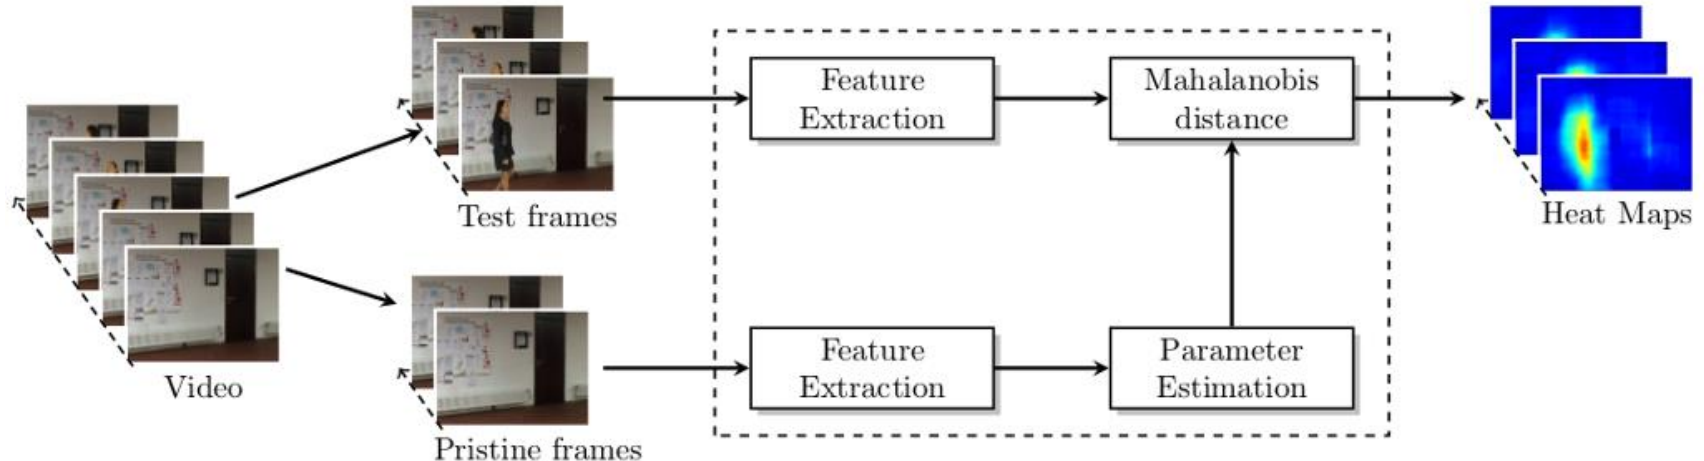 Video
Test frames
Pristine frames
Feature
Extraction
Mahalanobis
distance
Feature
Extraction
Parameter
Estimation
Heat Maps